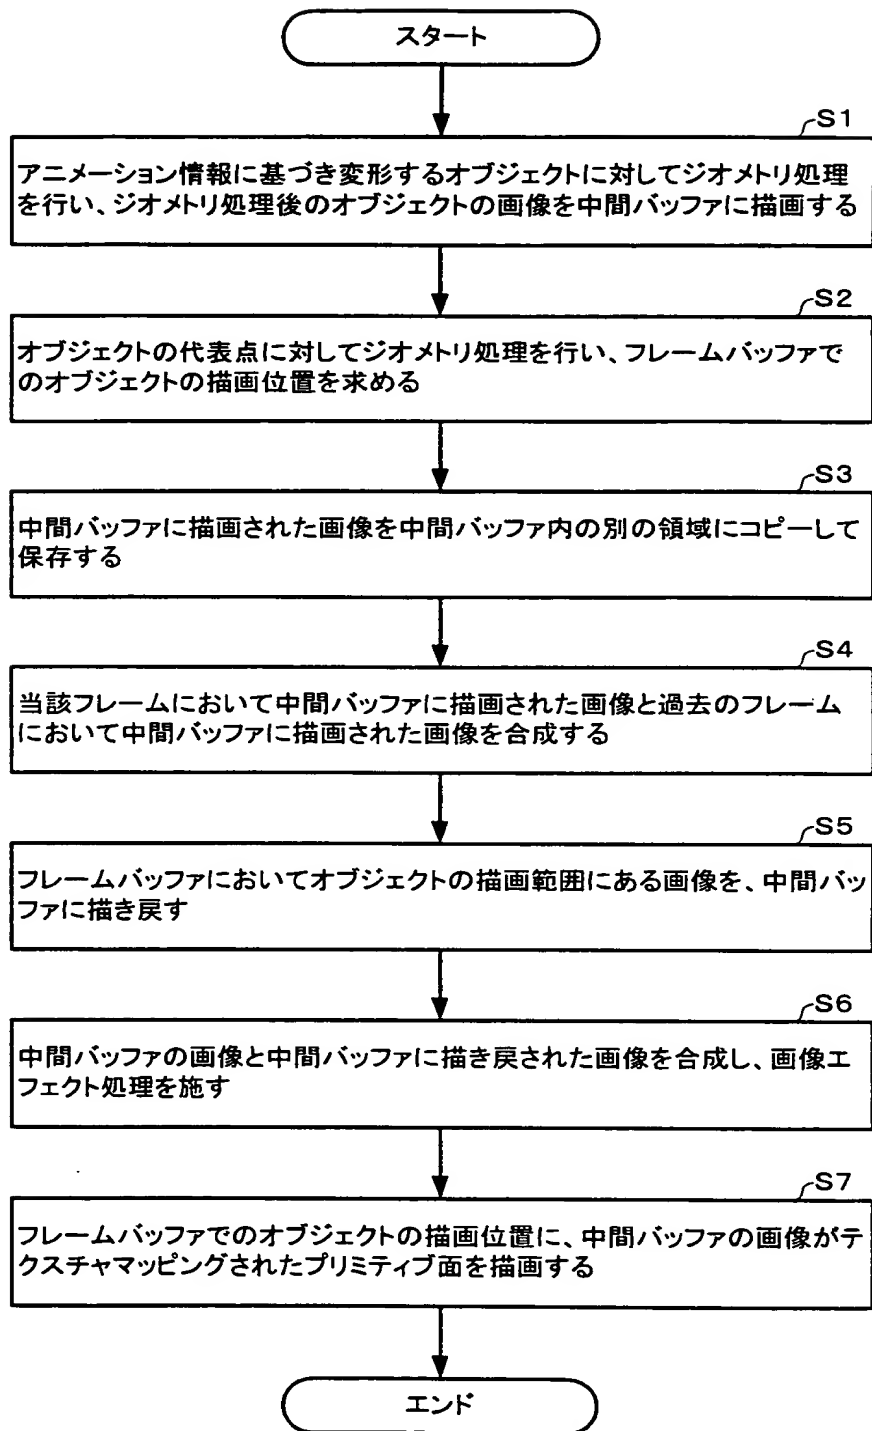 スタート
S1
アニメーション情報に基づき変形するオブジェクトに対してジオメトリ処理
を行い、ジオメトリ処理後のオブジェクトの画像を中間バッファに描画する
S2
オブジェクトの代表点に対してジオメトリ処理を行い、フレームバッファで
のオブジェクトの描画位置を求める
S3
中間バッファに描画された画像を中間バッファ内の別の領域にコピーして
保存する
S4
当該フレームにおいて中間バッファに描画された画像と過去のフレーム
において中間バッファに描画された画像を合成する
S5
フレームバッファにおいてオブジェクトの描画範囲にある画像を、中間バッ
ファに描き戻す
S6
中間バッファの画像と中間バッファに描き戻された画像を合成し、画像エ
フェクト処理を施す
S7
フレームバッファでのオブジェクトの描画位置に、中間バッファの画像がテ
クスチャマッピングされたプリミティブ面を描画する
エンド